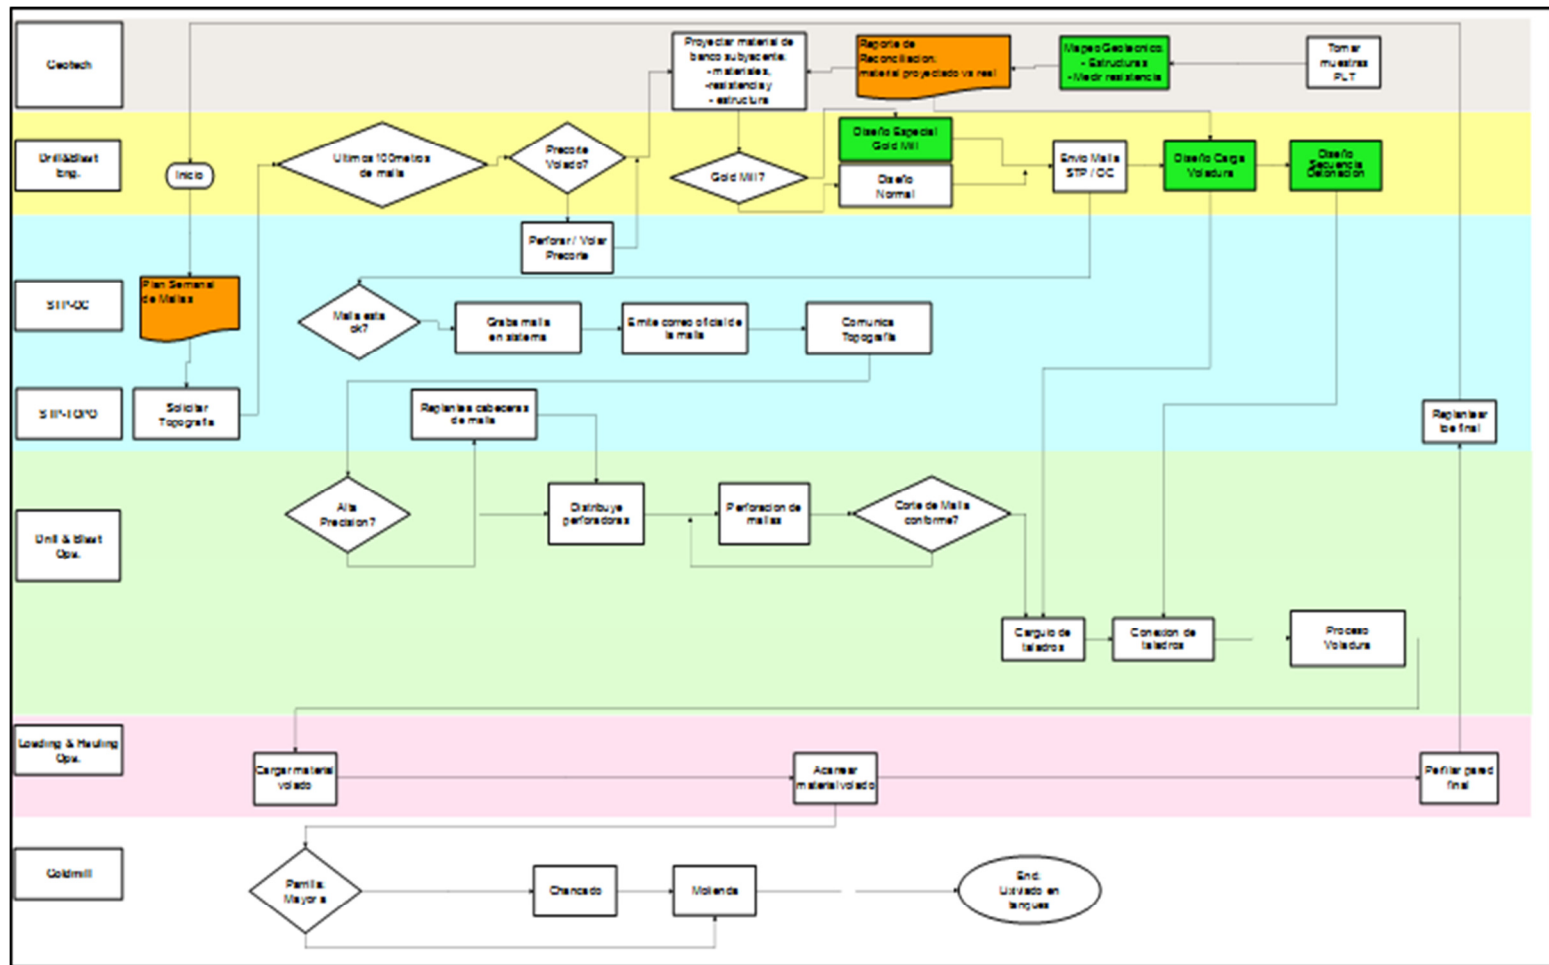 Geotech
Proyectar material de
banco subyacente:
- materiales,
-resistencia y
- estructura
Reporte de
Reconciliacion:
material proyectado vs real
Mapeo Geotecnico:
- Estructuras
- Medir resistencia
Tomar
muestras
PLT
Drill&Blast
Eng.
Inicio
Ultimos 100metros
de malla
Precorte
Volado?
Gold Mill?
Diseño Especial
Gold Mill
Diseño
Normal
Envio Malla
STP / OC
Diseño Carga
Voladura
Diseño
Secuencia
Detonacion
Perforar / Volar
Precorte
STP-OC
Plan Semanal
de Mallas
Malla esta
ok?
Graba malla
en sistema
Emite correo oficial de
la malla
Comunica
Topografía
STP-TOPO
Solicitar
Topografía
Replantea cabeceras
de malla
Replantear
toe final
Drill & Blast
Ops.
Alta
Precision?
Distribuye
perforadoras
Perforacion de
mallas
Corte de Malla
conforme?
Carguio de
taladros
Conexion de
taladros
Proceso
Voladura
Loading & Hauling
Ops.
Cargar material
volado
Acarrear
material volado
Perfilar pared
final
Goldmill
Parrilla:
Mayor a
Chancado
Molienda
End:
Lixiviado en
tanques